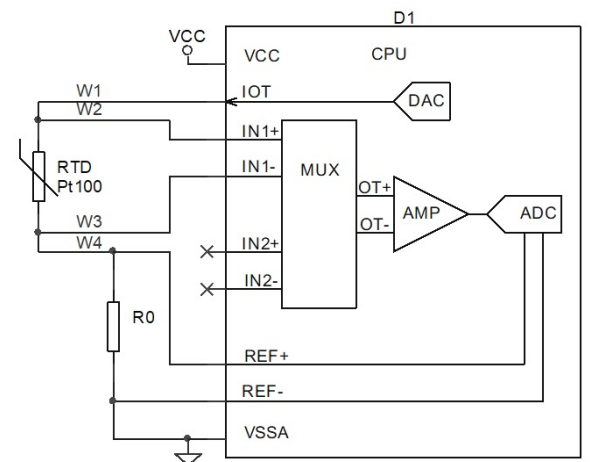 D1
VCC
VCC
CPU
W1
IOT
DAC
W2
IN1+
MUX
RTD
Pt100
IN1-
OT+
AMP
ADC
W3
OT-
W4
IN2+
IN2-
R0
REF+
REF-
VSSA